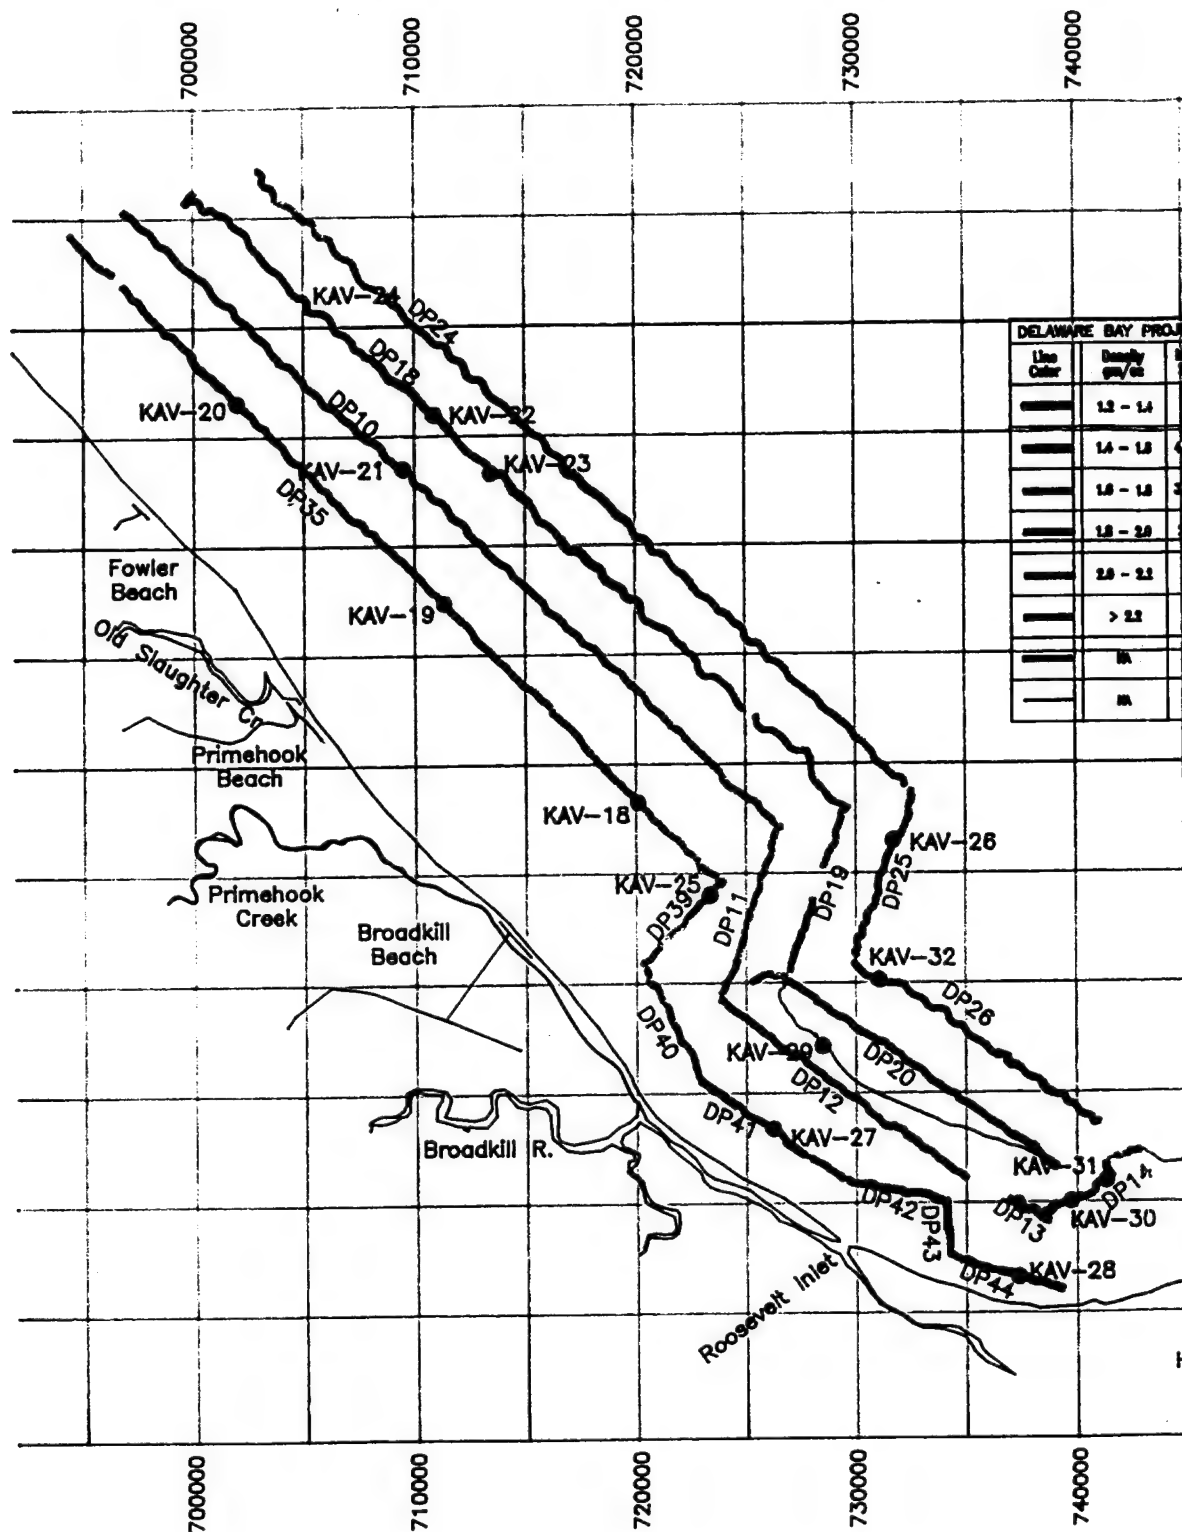 700000
710000
720000
730000
740000
KAV-24
DP24
DP18
DELAWARE BAY PROJ
Line
Color
Density
gm/cc
1.2 - 1.4
1.4 - 1.6
1.6 - 1.8
1.8 - 2.0
2.0 - 2.2
> 2.2
NA
NA
KAV-20
DP10
KAV-22
KAV-21
KAV-23
DP35
Fowler
Beach
KAV-19
Old Slaughter Cr
Primehook
Beach
KAV-18
KAV-26
KAV-25
DP25
DP19
DP39
DP11
Primehook
Creek
Broadkill
Beach
KAV-32
DP26
DP40
KAV-29
DP20
DP12
DP41
KAV-27
Broadkill R.
KAV-31
DP14
DP42
DP13
KAV-30
DP43
KAV-28
DP44
Roosevelt Inlet
H
700000
710000
720000
730000
740000